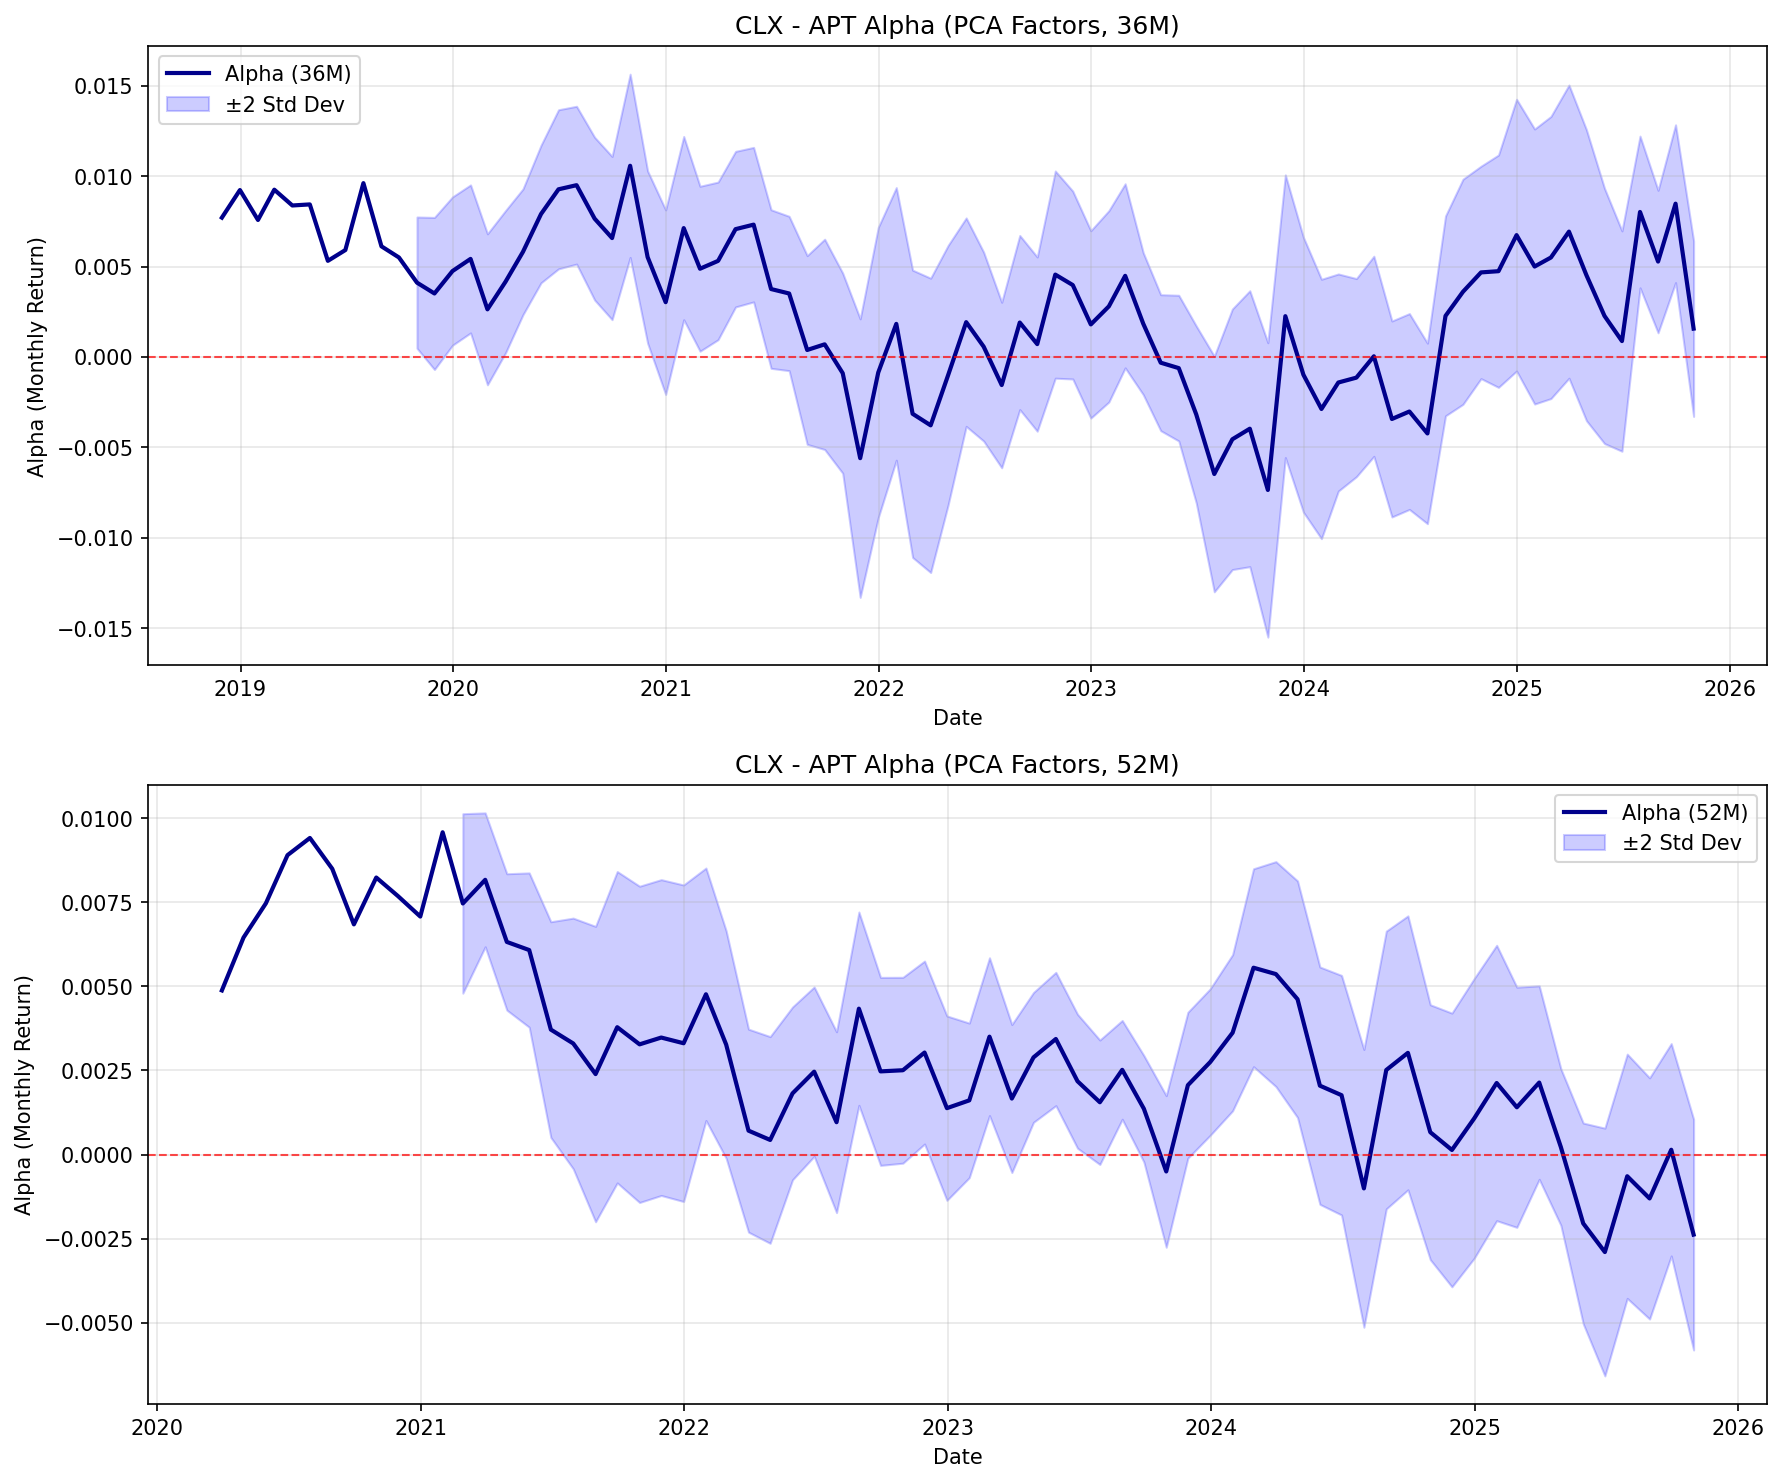 CLX - APT Alpha (PCA Factors, 36M)
Alpha (36M)
±2 Std Dev
Alpha (Monthly Return)
0.015
0.010
0.005
0.000
−0.005
−0.010
−0.015
2019 2020 2021 2022 2023 2024 2025 2026
Date
CLX - APT Alpha (PCA Factors, 52M)
Alpha (52M)
±2 Std Dev
Alpha (Monthly Return)
0.0100
0.0075
0.0050
0.0025
0.0000
−0.0025
−0.0050
2020 2021 2022 2023 2024 2025 2026
Date